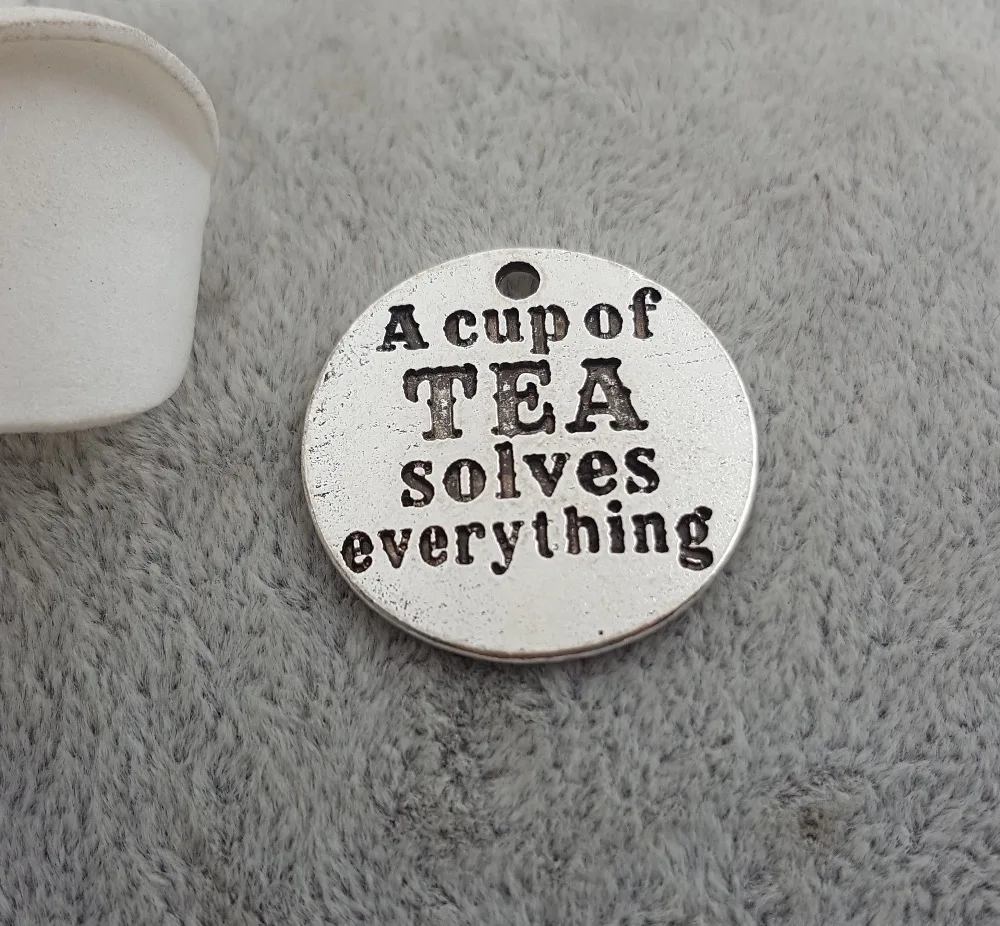 A cup of
TEA
solves
everything